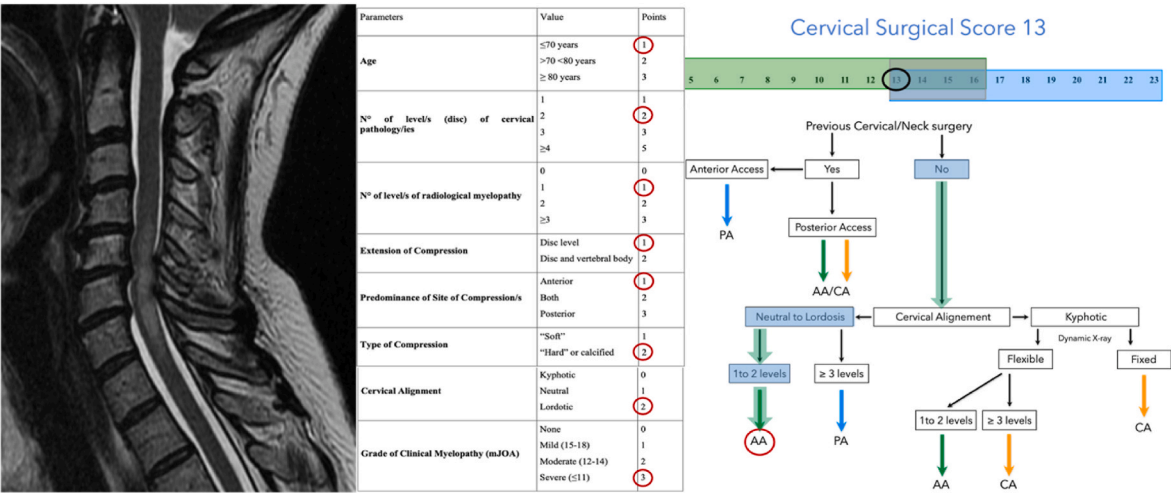 Parameters Value Points
Age
≤70 years 1
>70 <80 years 2
≥ 80 years 3
N° of level/s (disc) of cervical pathology/ies
1 1
2 2
3 3
≥4 5
N° of level/s of radiological myelopathy
0 0
1 1
2 2
≥3 3
Extension of Compression
Disc level 1
Disc and vertebral body 2
Predominance of Site of Compression/s
Anterior 1
Both 2
Posterior 3
Type of Compression
“Soft” 1
“Hard” or calcified 2
Cervical Alignment
Kyphotic 0
Neutral 1
Lordotic 2
Grade of Clinical Myelopathy (mJOA)
None 0
Mild (15-18) 1
Moderate (12-14) 2
Severe (≤11) 3
Cervical Surgical Score 13
5 6 7 8 9 10 11 12 13 14 15 16 17 18 19 20 21 22 23
Previous Cervical/Neck surgery
Anterior Access Yes No
PA
Posterior Access
AA/CA
Neutral to Lordosis Cervical Alignement Kyphotic
Dynamic X-ray
Flexible Fixed
1to 2 levels ≥ 3 levels
1to 2 levels ≥ 3 levels CA
AA PA
AA CA